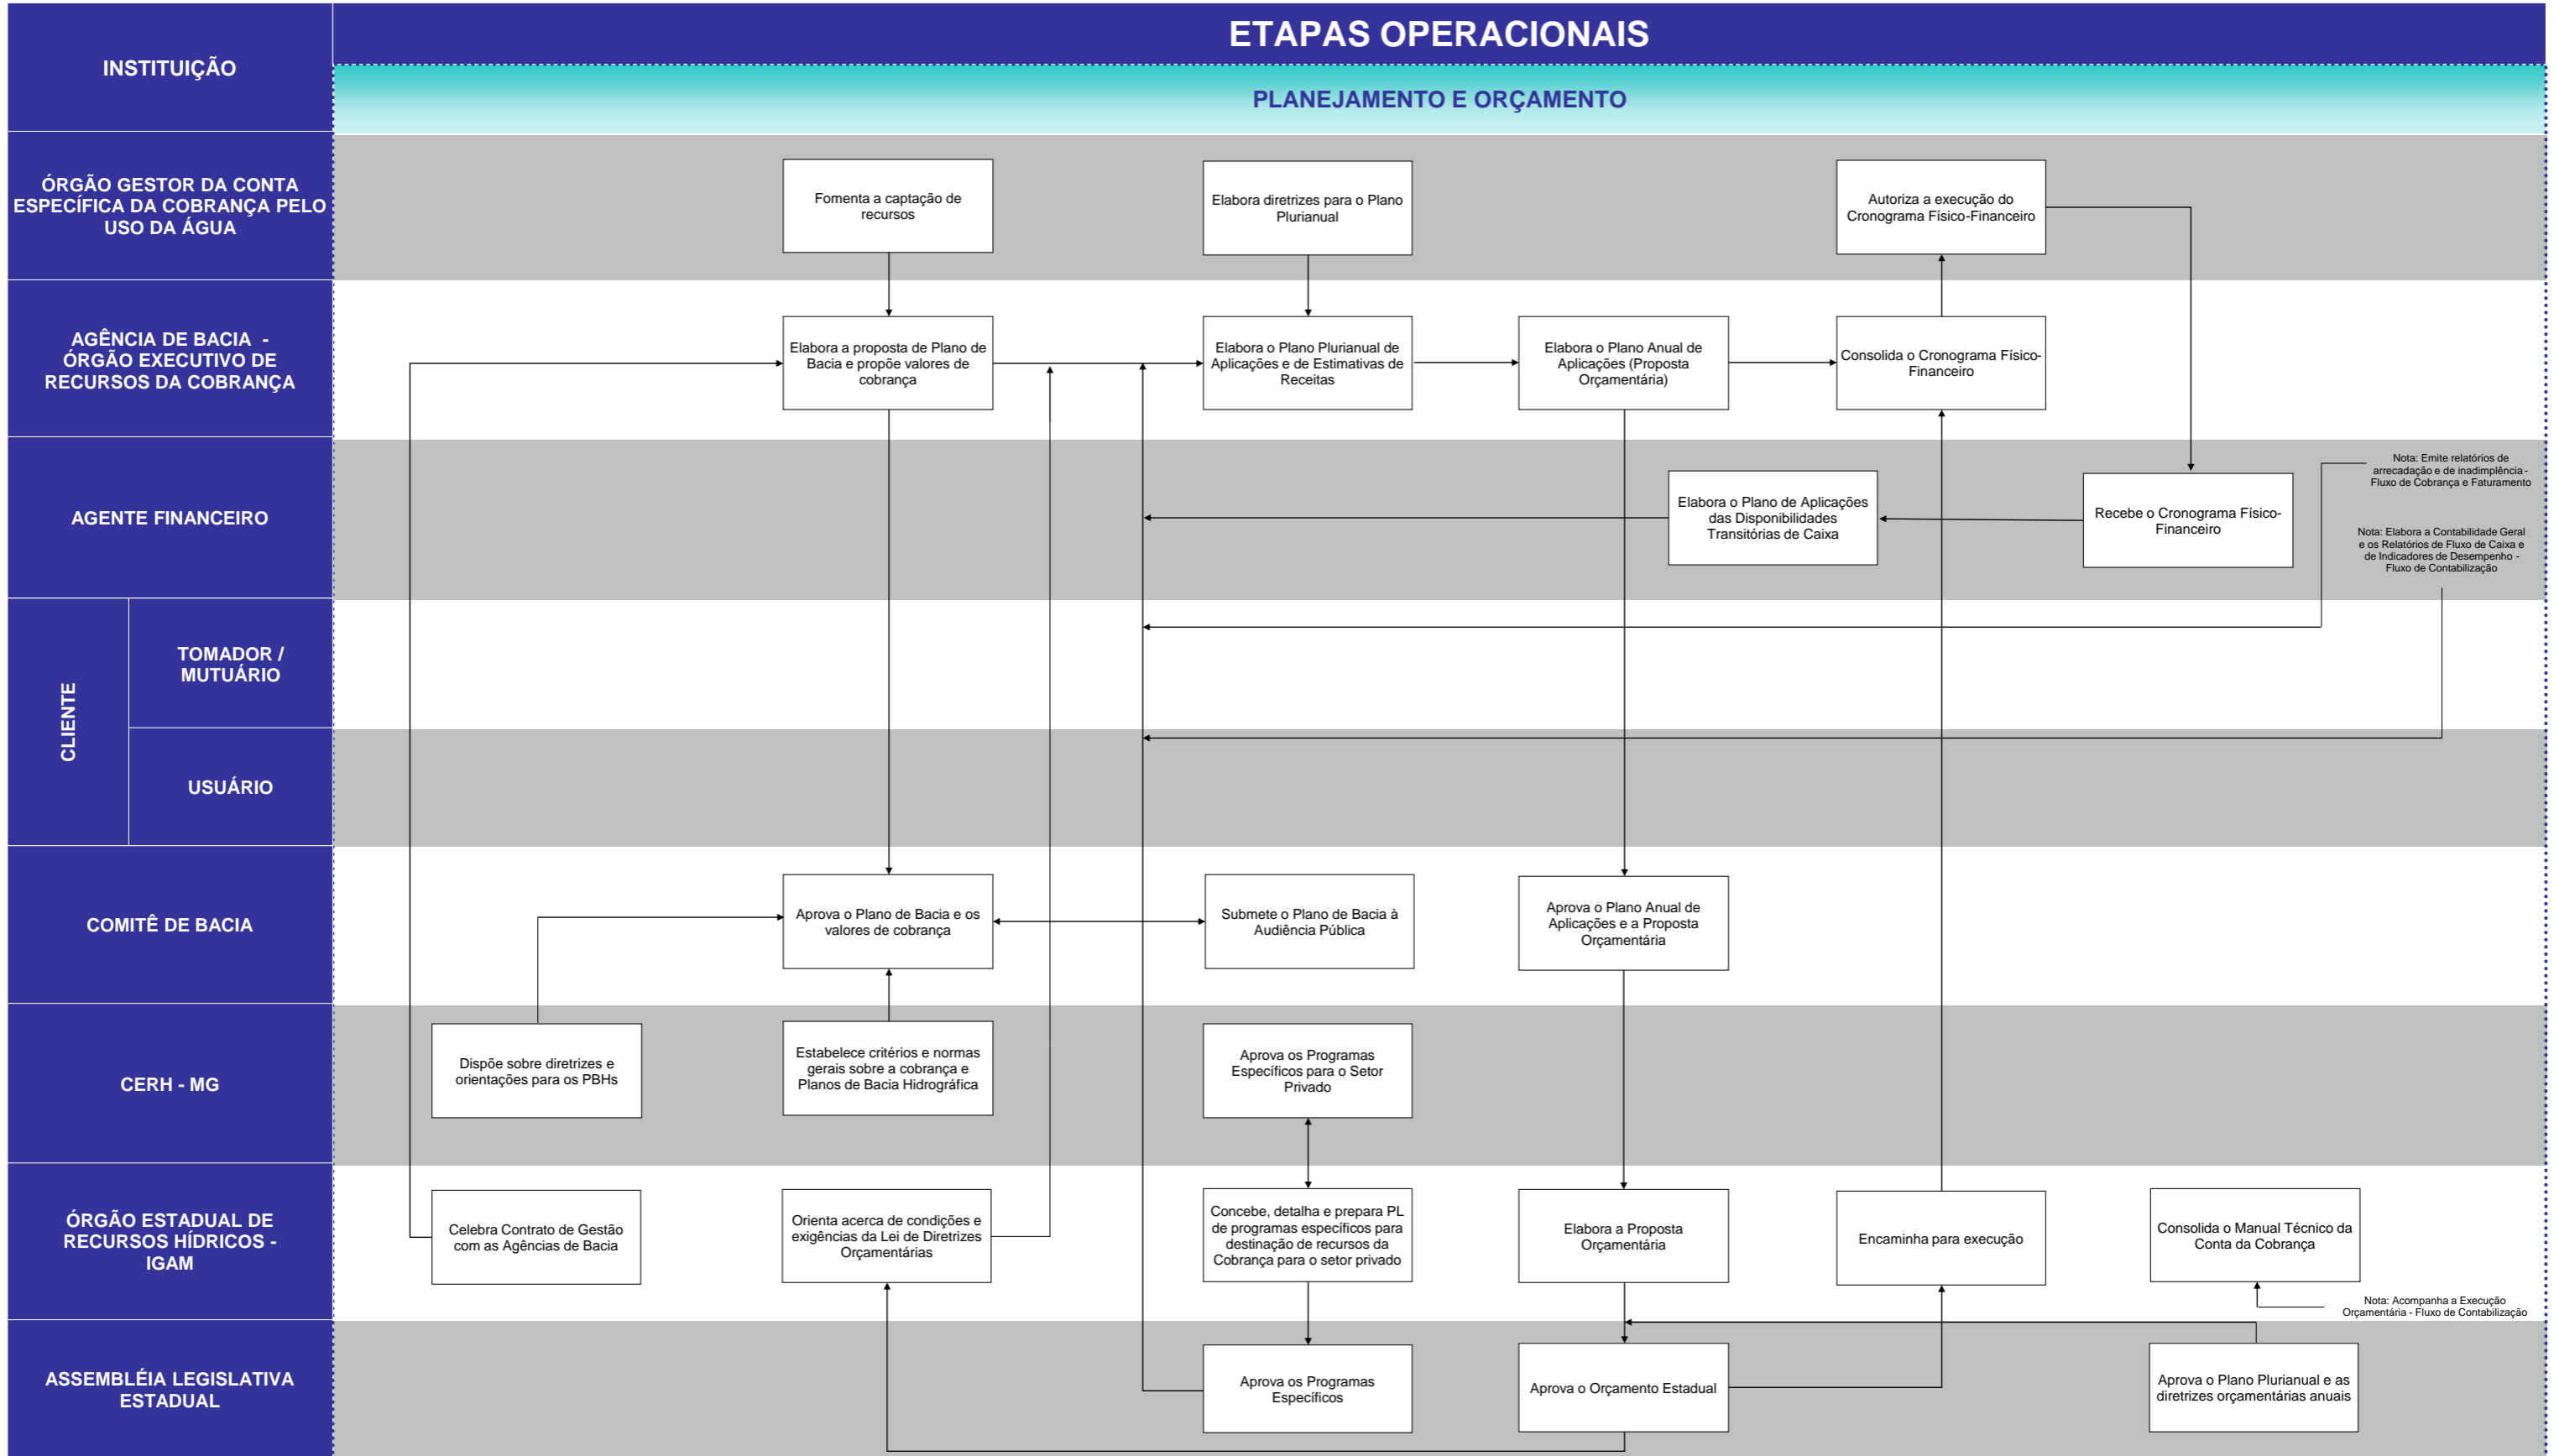 INSTITUIÇÃO
ETAPAS OPERACIONAIS
PLANEJAMENTO E ORÇAMENTO
ÓRGÃO GESTOR DA CONTA
ESPECÍFICA DA COBRANÇA PELO
USO DA ÁGUA
Fomenta a captação de
recursos
Elabora diretrizes para o Plano
Plurianual
Autoriza a execução do
Cronograma Físico-Financeiro
AGÊNCIA DE BACIA -
ÓRGÃO EXECUTIVO DE
RECURSOS DA COBRANÇA
Elabora a proposta de Plano de
Bacia e propõe valores de
cobrança
Elabora o Plano Plurianual de
Aplicações e de Estimativas de
Receitas
Elabora o Plano Anual de
Aplicações (Proposta
Orçamentária)
Consolida o Cronograma Físico-
Financeiro
AGENTE FINANCEIRO
Elabora o Plano de Aplicações
das Disponibilidades
Transitórias de Caixa
Recebe o Cronograma Físico-
Financeiro
Nota: Emite relatórios de
arrecadação e de inadimplência -
Fluxo de Cobrança e Faturamento
Nota: Elabora a Contabilidade Geral
e os Relatórios de Fluxo de Caixa e
de Indicadores de Desempenho -
Fluxo de Contabilização
CLIENTE
TOMADOR /
MUTUÁRIO
USUÁRIO
COMITÊ DE BACIA
Aprova o Plano de Bacia e os
valores de cobrança
Submete o Plano de Bacia à
Audiência Pública
Aprova o Plano Anual de
Aplicações e a Proposta
Orçamentária
CERH - MG
Dispõe sobre diretrizes e
orientações para os PBHs
Estabelece critérios e normas
gerais sobre a cobrança e
Planos de Bacia Hidrográfica
Aprova os Programas
Específicos para o Setor
Privado
ÓRGÃO ESTADUAL DE
RECURSOS HÍDRICOS -
IGAM
Celebra Contrato de Gestão
com as Agências de Bacia
Orienta acerca de condições e
exigências da Lei de Diretrizes
Orçamentárias
Concebe, detalha e prepara PL
de programas específicos para
destinação de recursos da
Cobrança para o setor privado
Elabora a Proposta
Orçamentária
Encaminha para execução
Consolida o Manual Técnico da
Conta da Cobrança
Nota: Acompanha a Execução
Orçamentária - Fluxo de Contabilização
ASSEMBLÉIA LEGISLATIVA
ESTADUAL
Aprova os Programas
Específicos
Aprova o Orçamento Estadual
Aprova o Plano Plurianual e as
diretrizes orçamentárias anuais